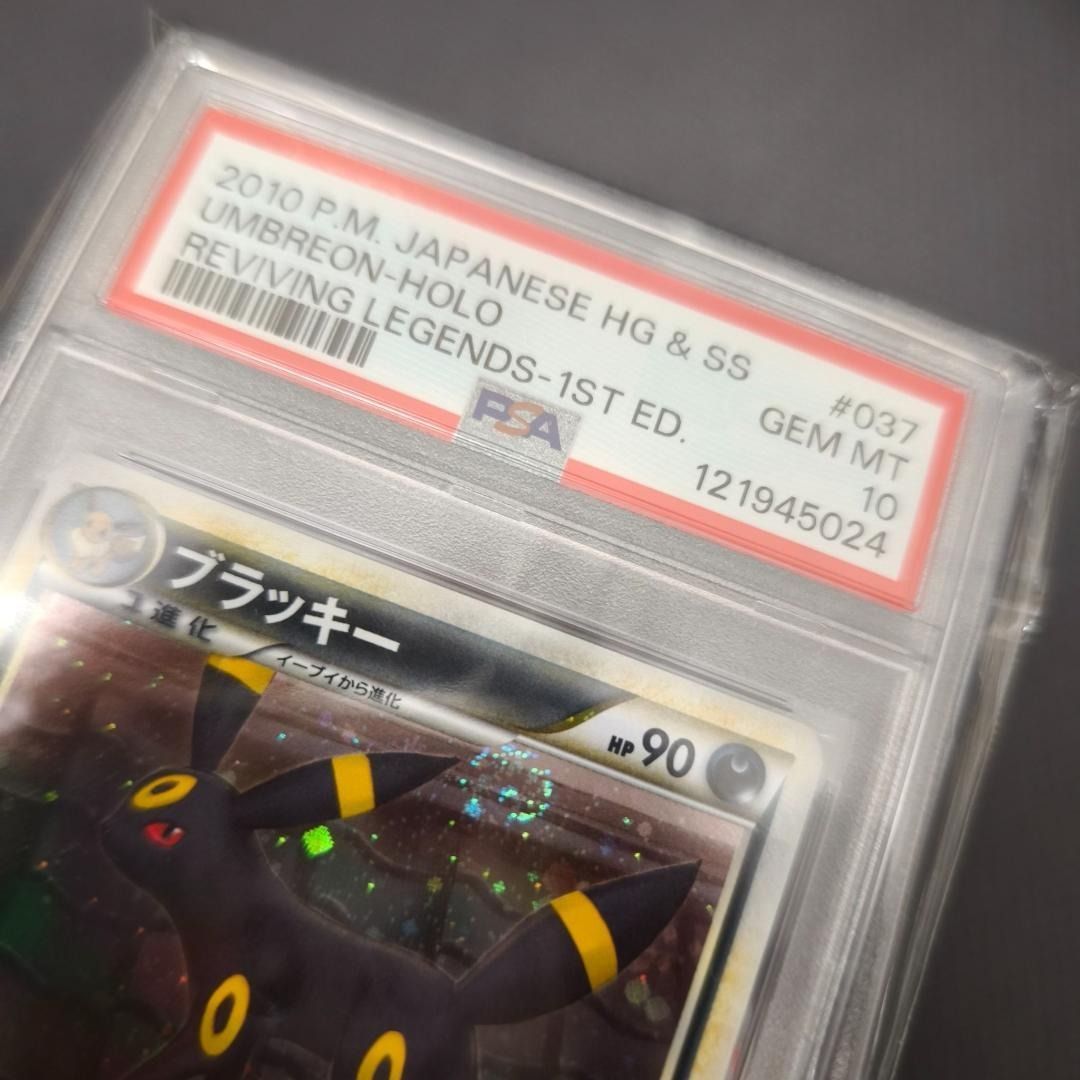 2010 P.M. JAPANESE HG & SS #037
UMBREON-HOLO GEM MT
REVIVING LEGENDS-1ST ED. 10
PSA 121945024
ブラッキー
1進化
イーブイから進化
HP 90